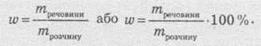 w = m речовини / m розчину або w = m речовини / m розчину · 100 % .